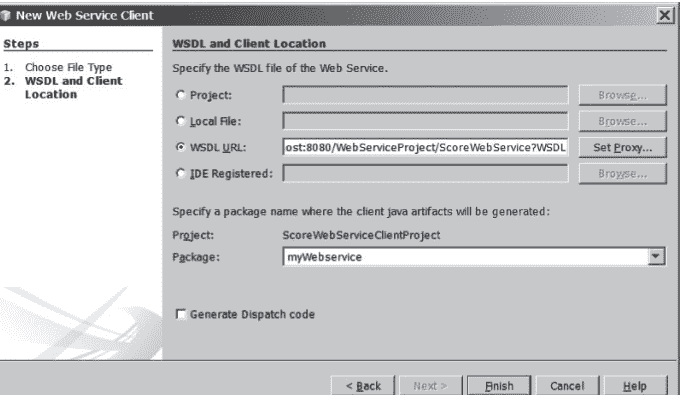 New Web Service Client
Steps
1. Choose File Type
2. WSDL and Client
Location
WSDL and Client Location
Specify the WSDL file of the Web Service.
Project:
Browse...
Local File:
Browse...
WSDL URL:
ost:8080/WebServiceProject/ScoreWebService?WSDL
Set Proxy...
IDE Registered:
Browse...
Specify a package name where the client java artifacts will be generated:
Project:
ScoreWebServiceClientProject
Package:
myWebservice
Generate Dispatch code
< Back
Next >
Finish
Cancel
Help